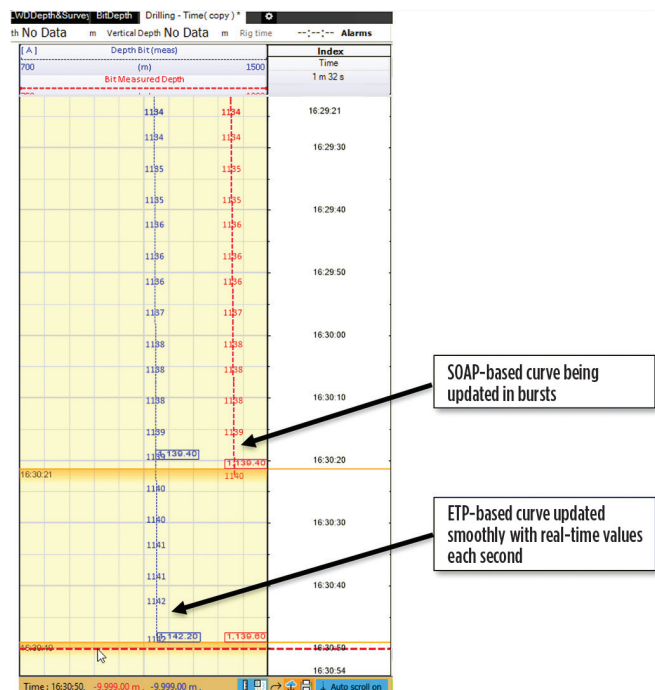 LWDDepth&Survey BitDepth Drilling - Time( copy ) *
th No Data m Vertical Depth No Data m Rig time --:--:-- Alarms
[ A ] Depth Bit (meas) Index
700 (m) 1500 Time
Bit Measured Depth 1 m 32 s
1134 1134 16:29:21
1134 1134
16:29:30
1135 1135
1135 1135
16:29:40
1136 1136
1136 1136
16:29:50
1136 1136
1137 1137
16:30:00
1138 1138
1138 1138
SOAP-based curve being
updated in bursts
16:30:10
1138 1138
1139 1139
1,139.40
1139 16:30:20
1,139.40
16:30:21 1140
1140
1140 16:30:30
ETP-based curve updated
smoothly with real-time values
each second
1141
1141 16:30:40
1142
1142 1,142.20 1,139.60
16:30:50
16:30:54
Time : 16:30:50, -9,999.00 m , -9,999.00 m , Auto scroll on